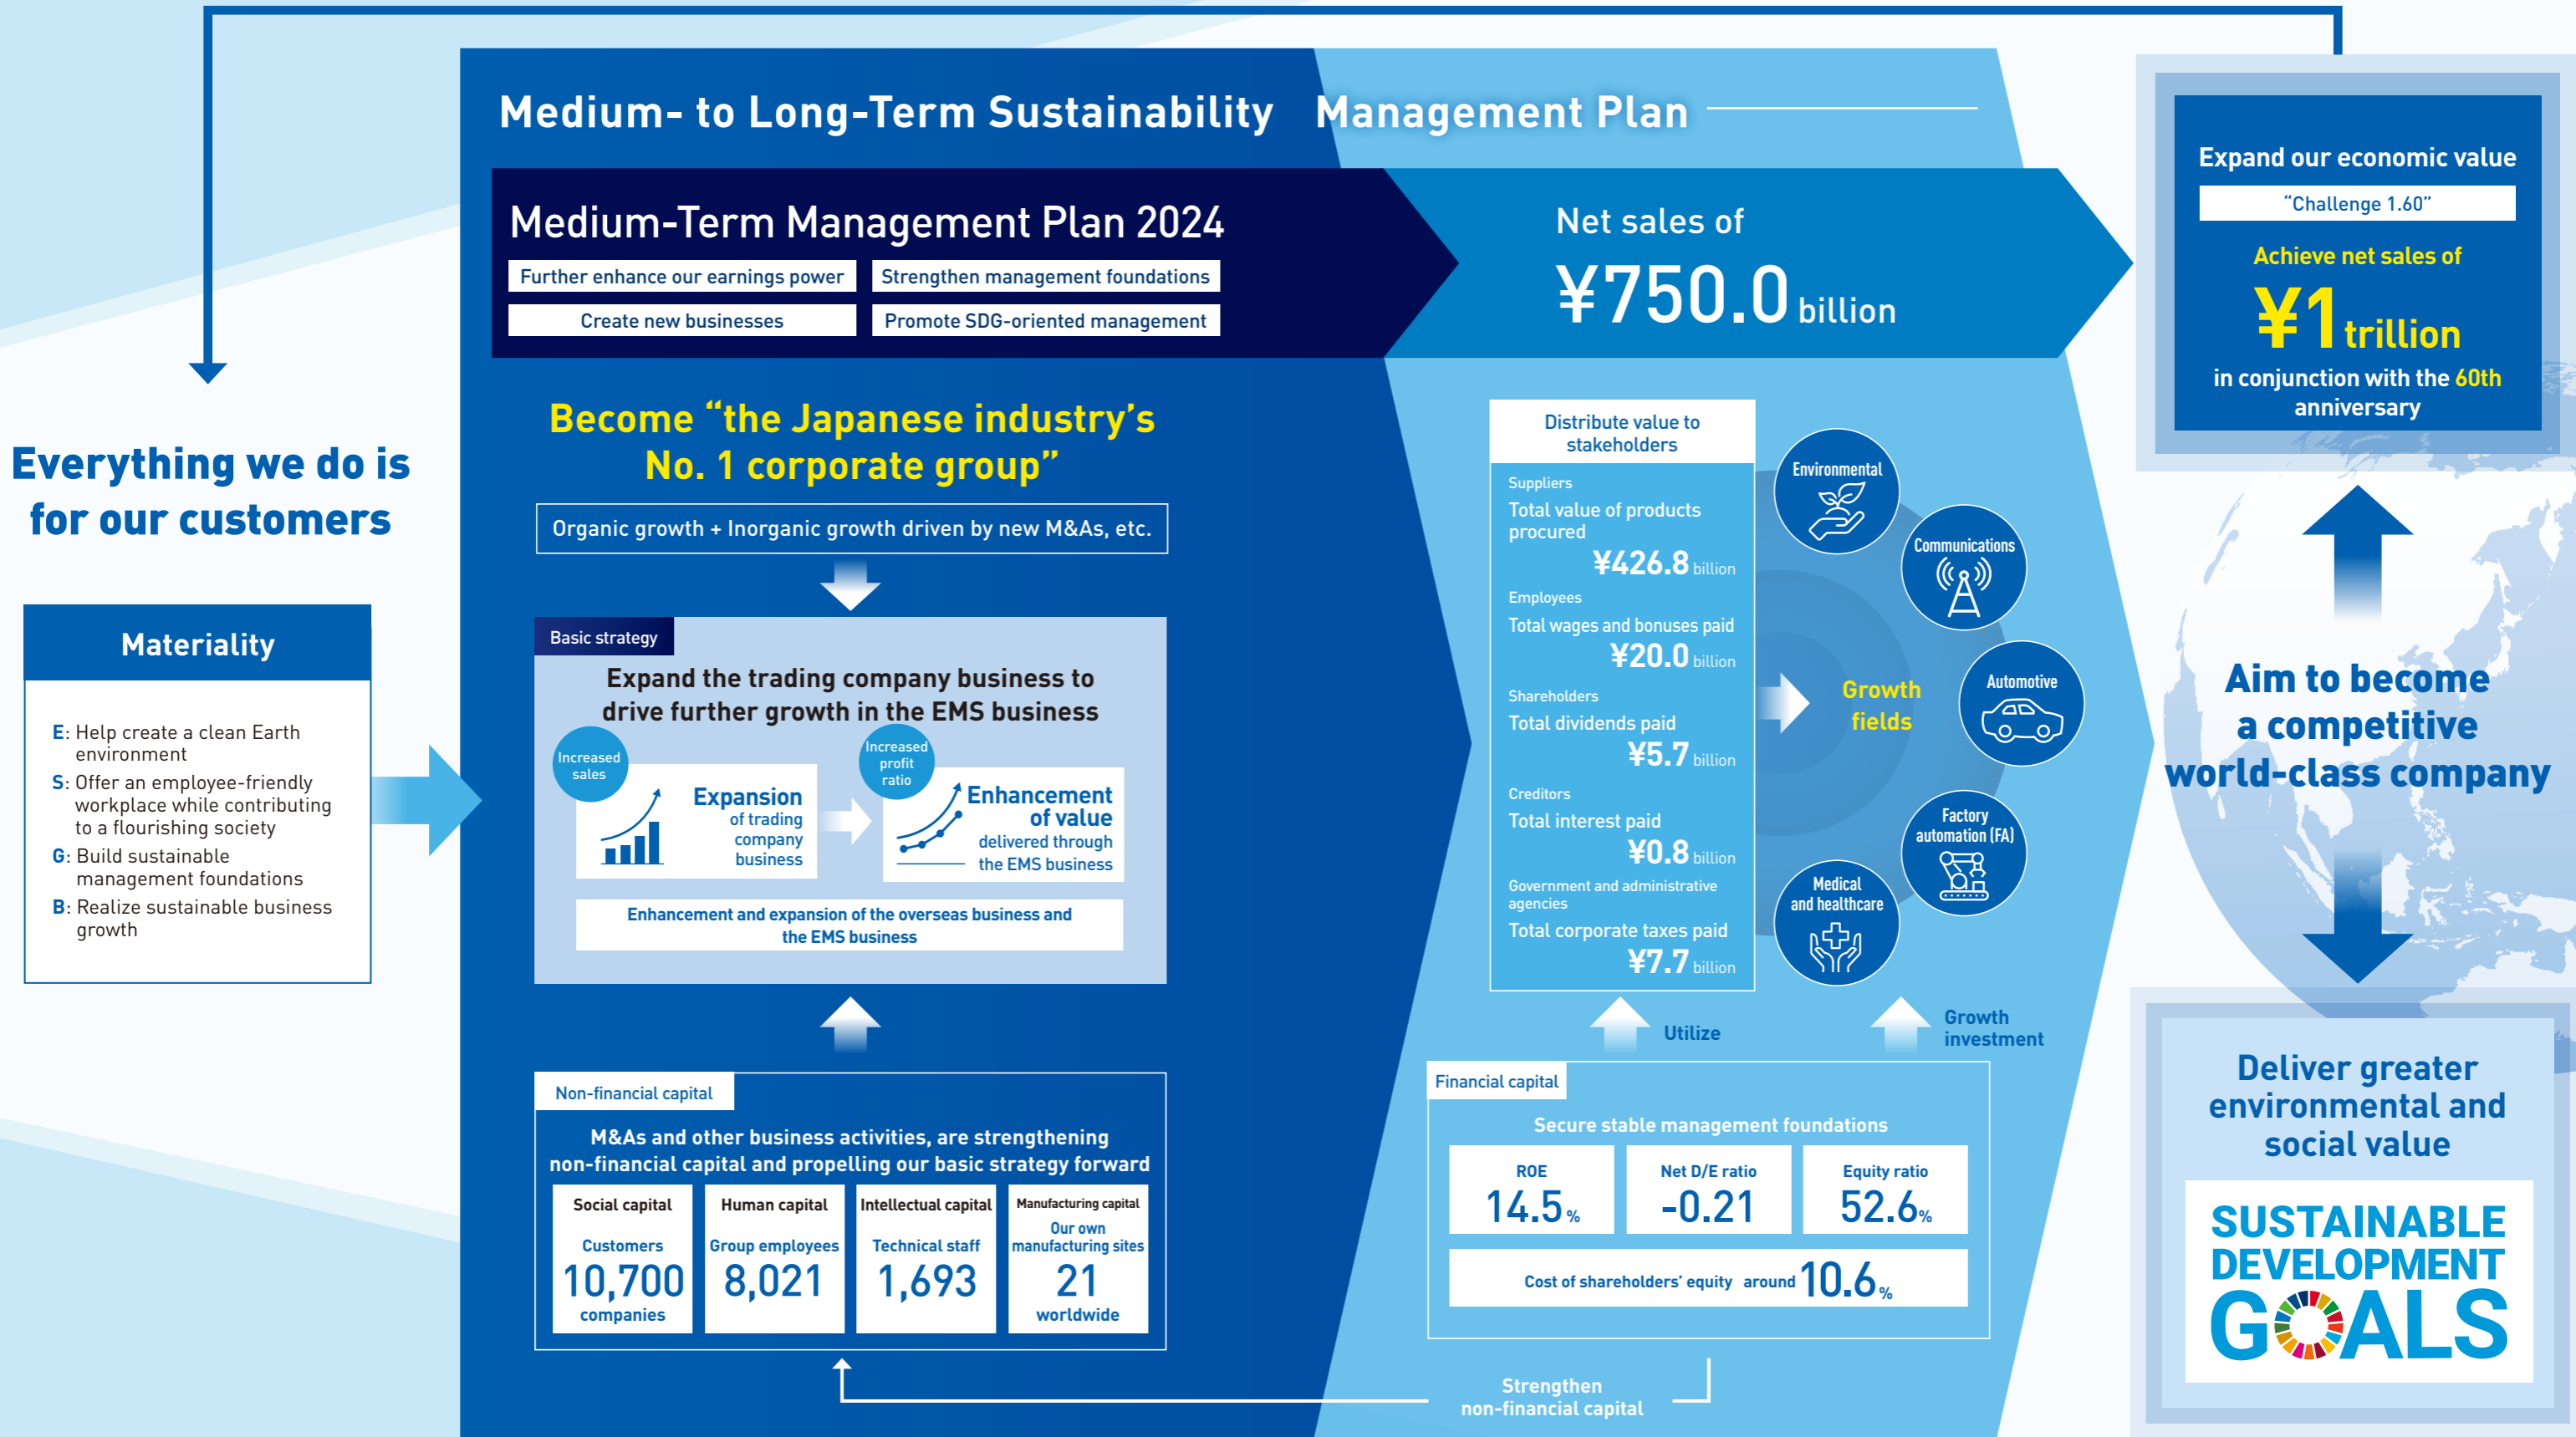 Medium- to Long-Term Sustainability Management Plan
Everything we do is
for our customers
Materiality
E: Help create a clean Earth
environment
S: Offer an employee-friendly
workplace while contributing
to a flourishing society
G: Build sustainable
management foundations
B: Realize sustainable business
growth
Medium-Term Management Plan 2024
Further enhance our earnings power
Strengthen management foundations
Create new businesses
Promote SDG-oriented management
Become “the Japanese industry’s
No. 1 corporate group”
Organic growth + Inorganic growth driven by new M&As, etc.
Basic strategy
Expand the trading company business to
drive further growth in the EMS business
Increased
sales
Expansion
of trading
company
business
Increased
profit
ratio
Enhancement
of value
delivered through
the EMS business
Enhancement and expansion of the overseas business and
the EMS business
Non-financial capital
M&As and other business activities, are strengthening
non-financial capital and propelling our basic strategy forward
Social capital
Customers
10,700
companies
Human capital
Group employees
8,021
Intellectual capital
Technical staff
1,693
Manufacturing capital
Our own
manufacturing sites
21
worldwide
Net sales of
¥750.0 billion
Distribute value to
stakeholders
Suppliers
Total value of products
procured
¥426.8 billion
Employees
Total wages and bonuses paid
¥20.0 billion
Shareholders
Total dividends paid
¥5.7 billion
Creditors
Total interest paid
¥0.8 billion
Government and administrative
agencies
Total corporate taxes paid
¥7.7 billion
Growth
fields
Environmental
Communications
Automotive
Factory
automation (FA)
Medical
and healthcare
Utilize
Growth
investment
Financial capital
Secure stable management foundations
ROE
14.5 %
Net D/E ratio
-0.21
Equity ratio
52.6%
Cost of shareholders’ equity around 10.6 %
Strengthen
non-financial capital
Expand our economic value
“Challenge 1.60”
Achieve net sales of
¥1 trillion
in conjunction with the 60th
anniversary
Aim to become
a competitive
world-class company
Deliver greater
environmental and
social value
SUSTAINABLE
DEVELOPMENT
GOALS